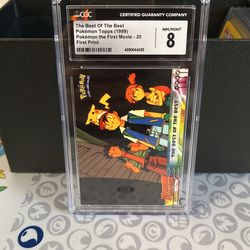 CGC
CERTIFIED GUARANTY COMPANY
The Best Of The Best
Pokémon Topps (1999)
Pokémon the First Movie - 20
First Print
4290044025
NM/MINT
8
POKÉMON
THE BEST OF THE BEST